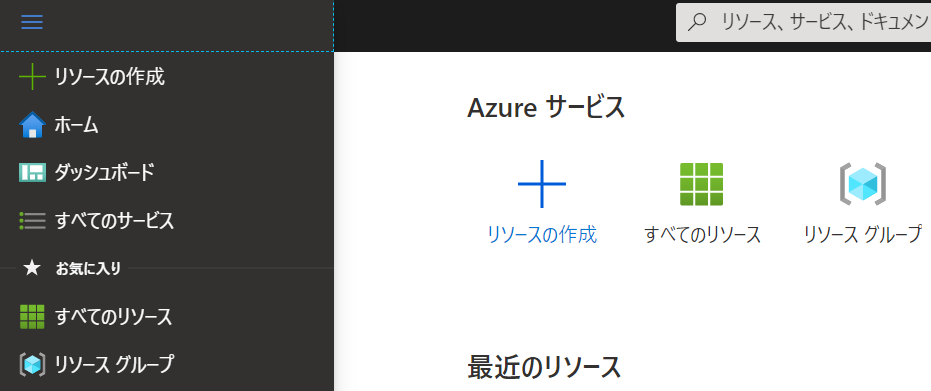 リソース、サービス、ドキュメン
リソースの作成
ホーム
ダッシュボード
すべてのサービス
お気に入り
すべてのリソース
リソース グループ
Azure サービス
リソースの作成
すべてのリソース
リソース グループ
最近のリソース